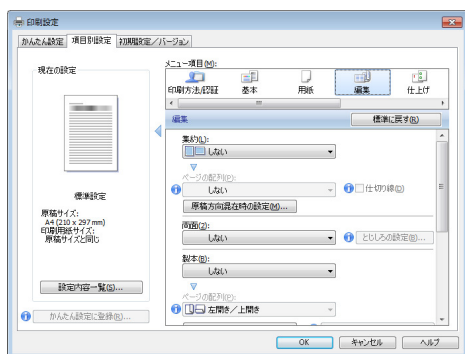 印刷設定
かんたん設定 項目別設定 初期設定／バージョン
現在の設定
メニュー項目(M):
印刷方法/認証 基本 用紙 編集 仕上げ
編集
標準に戻す(R)
集約(L):
しない
ページの配列(P):
しない
仕切り線(D)
原稿方向混在時の設定(M)...
標準設定
原稿サイズ:
A4 (210 x 297 mm)
印刷用紙サイズ:
原稿サイズと同じ
両面(2):
しない
とじしろの設定(B)...
製本(B):
しない
設定内容一覧(S)...
ページの配列(P):
左開き／上開き
かんたん設定に登録(R)...
OK キャンセル ヘルプ